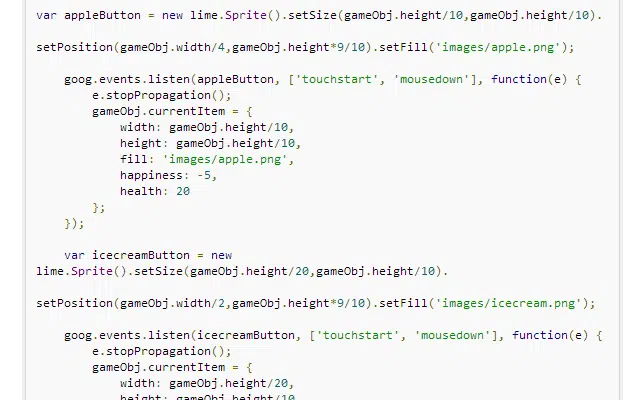 var appleButton = new lime.Sprite().setSize(gameObj.height/10,gameObj.height/10).
setPosition(gameObj.width/4,gameObj.height*9/10).setFill('images/apple.png');
goog.events.listen(appleButton, ['touchstart', 'mousedown'], function(e) {
e.stopPropagation();
gameObj.currentItem = {
width: gameObj.height/10,
height: gameObj.height/10,
fill: 'images/apple.png',
happiness: -5,
health: 20
};
});
var icecreamButton = new
lime.Sprite().setSize(gameObj.height/20,gameObj.height/10).
setPosition(gameObj.width/2,gameObj.height*9/10).setFill('images/icecream.png');
goog.events.listen(icecreamButton, ['touchstart', 'mousedown'], function(e) {
e.stopPropagation();
gameObj.currentItem = {
width: gameObj.height/20,
height: gameObj.height/10